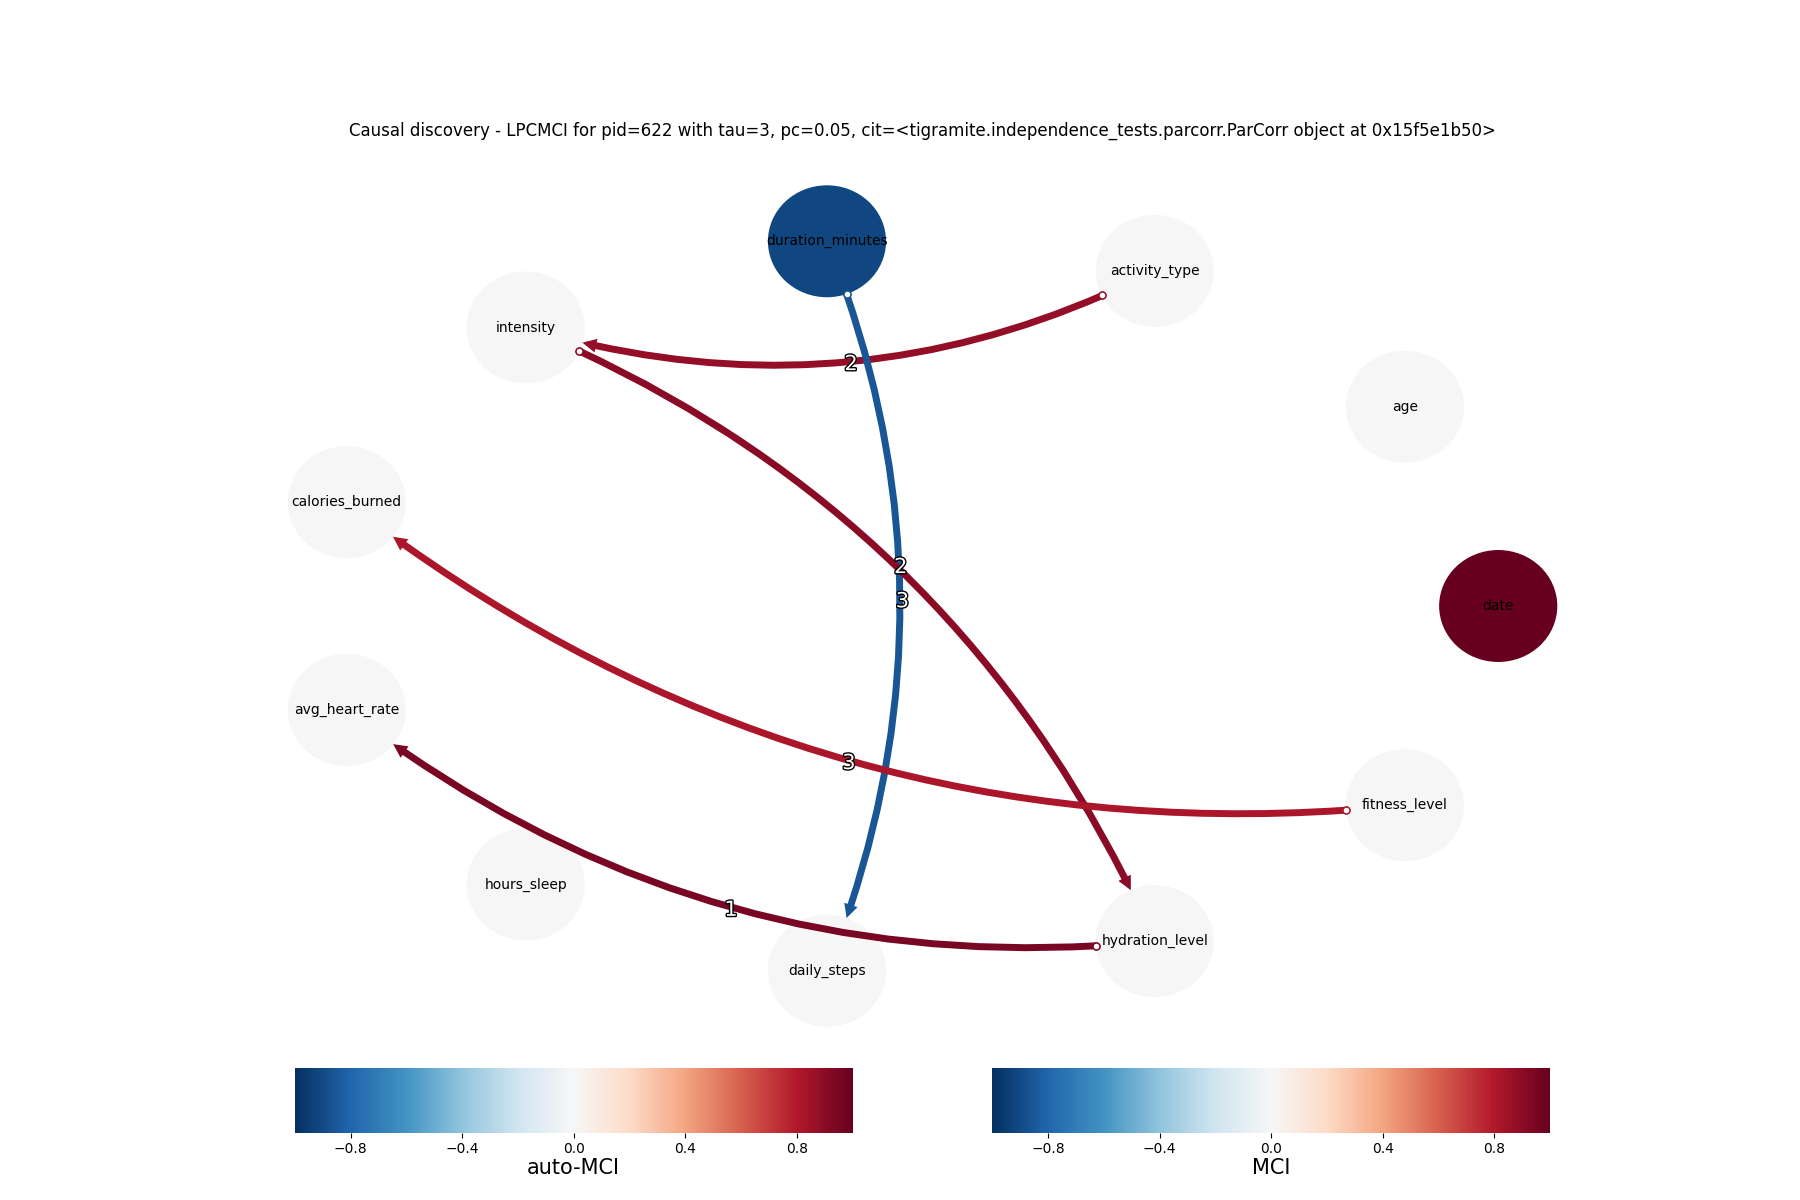 Causal discovery - LPCMCI for pid=622 with tau=3, pc=0.05, cit=<tigramite.independence_tests.parcorr.ParCorr object at 0x15f5e1b50>
duration_minutes
activity_type
intensity
2
age
calories_burned
2
3
date
avg_heart_rate
3
fitness_level
hours_sleep
1
hydration_level
daily_steps
−0.8 −0.4 0.0 0.4 0.8
auto-MCI
−0.8 −0.4 0.0 0.4 0.8
MCI